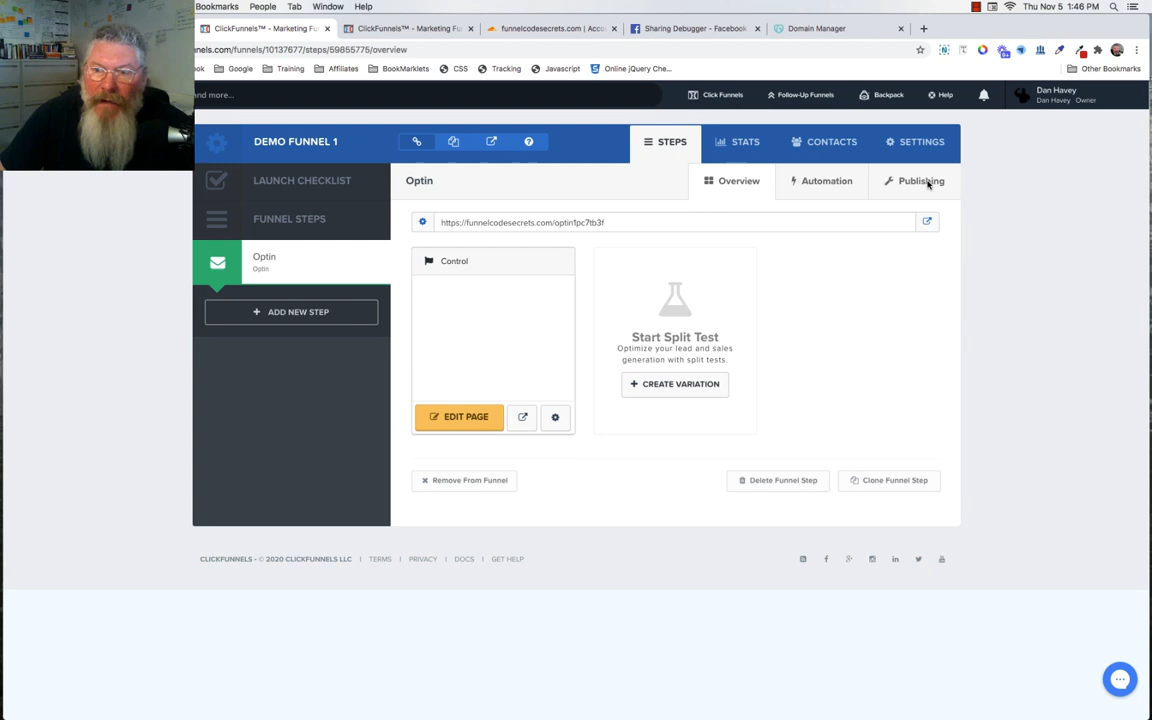 Bookmarks People Tab Window Help Thu Nov 5 1:46 PM
ClickFunnels™ - Marketing Fu ClickFunnels™ - Marketing Fu funnelcodesecrets.com | Acco Sharing Debugger - Facebook Domain Manager
nels.com/funnels/10137677/steps/59855775/overview
ok Google Training Affiliates BookMarklets CSS Tracking Javascript Online jQuery Che... Other Bookmarks
nd more... Click Funnels Follow-Up Funnels Backpack Help Dan Havey
Dan Havey Owner
DEMO FUNNEL 1 STEPS STATS CONTACTS SETTINGS
LAUNCH CHECKLIST Optin Overview Automation Publishing
FUNNEL STEPS https://funnelcodesecrets.com/optin1pc7tb3f
Optin
Optin
ADD NEW STEP
Control
EDIT PAGE
Start Split Test
Optimize your lead and sales
generation with split tests.
CREATE VARIATION
Remove From Funnel Delete Funnel Step Clone Funnel Step
CLICKFUNNELS - © 2020 CLICKFUNNELS LLC | TERMS | PRIVACY | DOCS | GET HELP